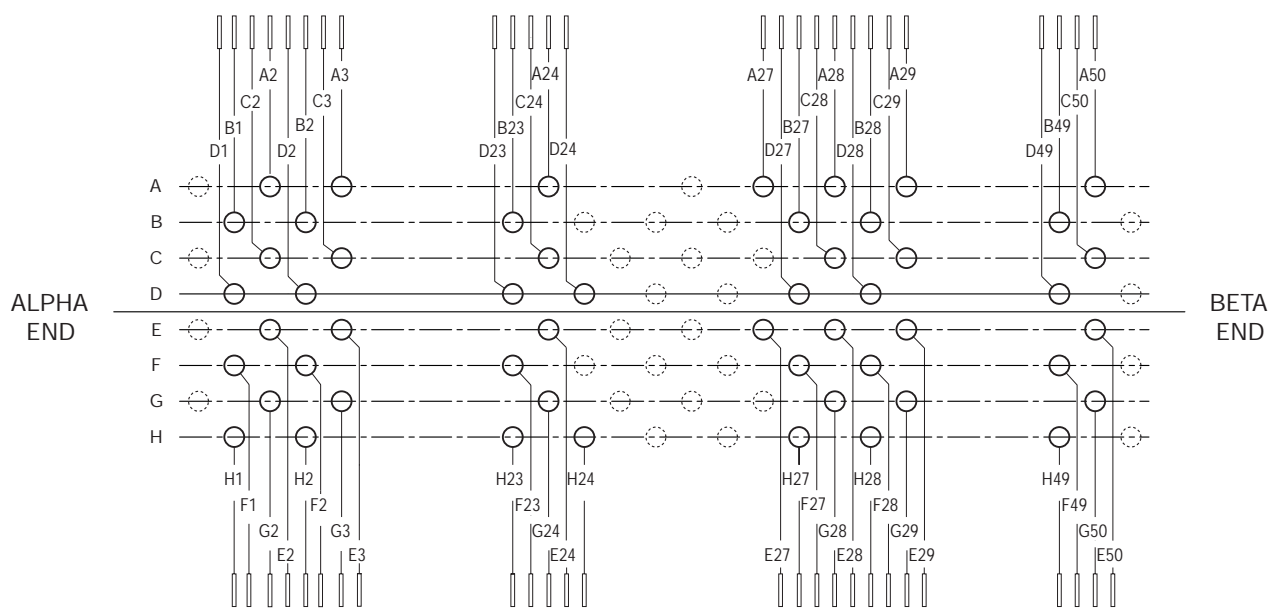 A2 A3 A24 A27 A28 A29 A50
C2 C3 C24 C28 C29 C50
B1 B2 B23 B27 B28 B49
D1 D2 D23 D24 D27 D28 D49
A
B
C
D
ALPHA END
BETA END
E
F
G
H
H1 H2 H23 H24 H27 H28 H49
F1 F2 F23 F27 F28 F49
G2 G3 G24 G28 G29 G50
E2 E3 E24 E27 E28 E29 E50